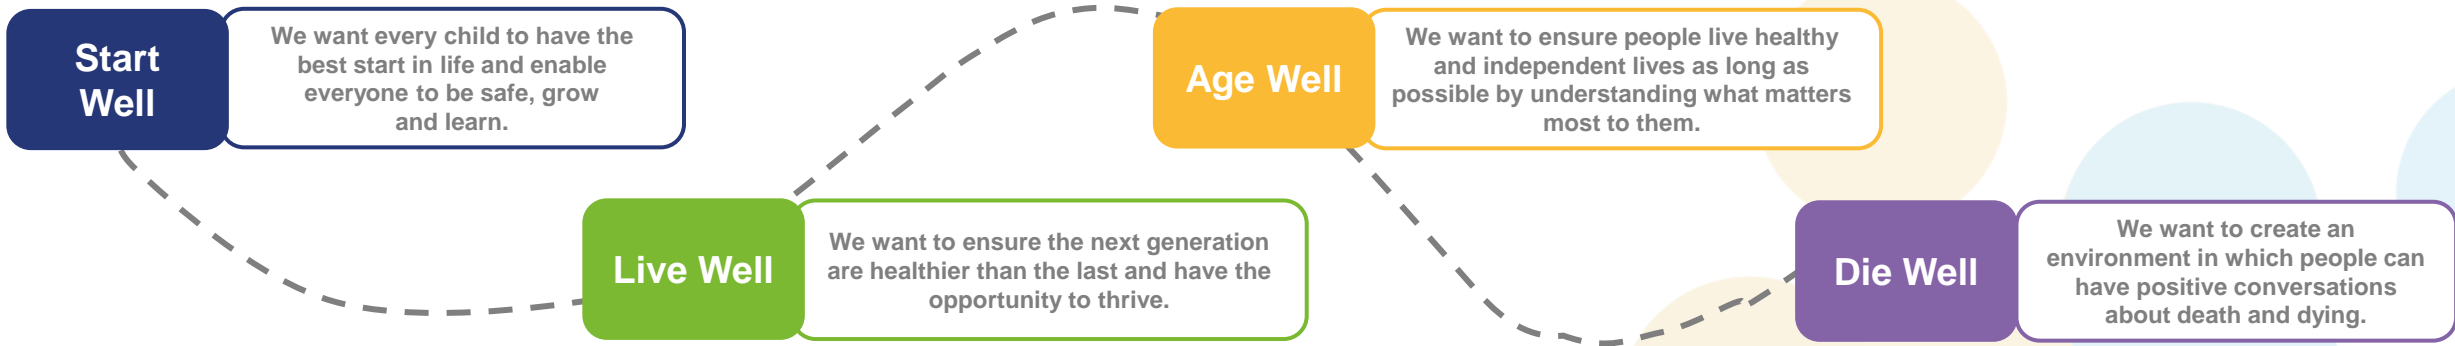 Start
Well
We want every child to have the
best start in life and enable
everyone to be safe, grow
and learn.
Live Well
We want to ensure the next generation
are healthier than the last and have the
opportunity to thrive.
Age Well
We want to ensure people live healthy
and independent lives as long as
possible by understanding what matters
most to them.
Die Well
We want to create an
environment in which people can
have positive conversations
about death and dying.